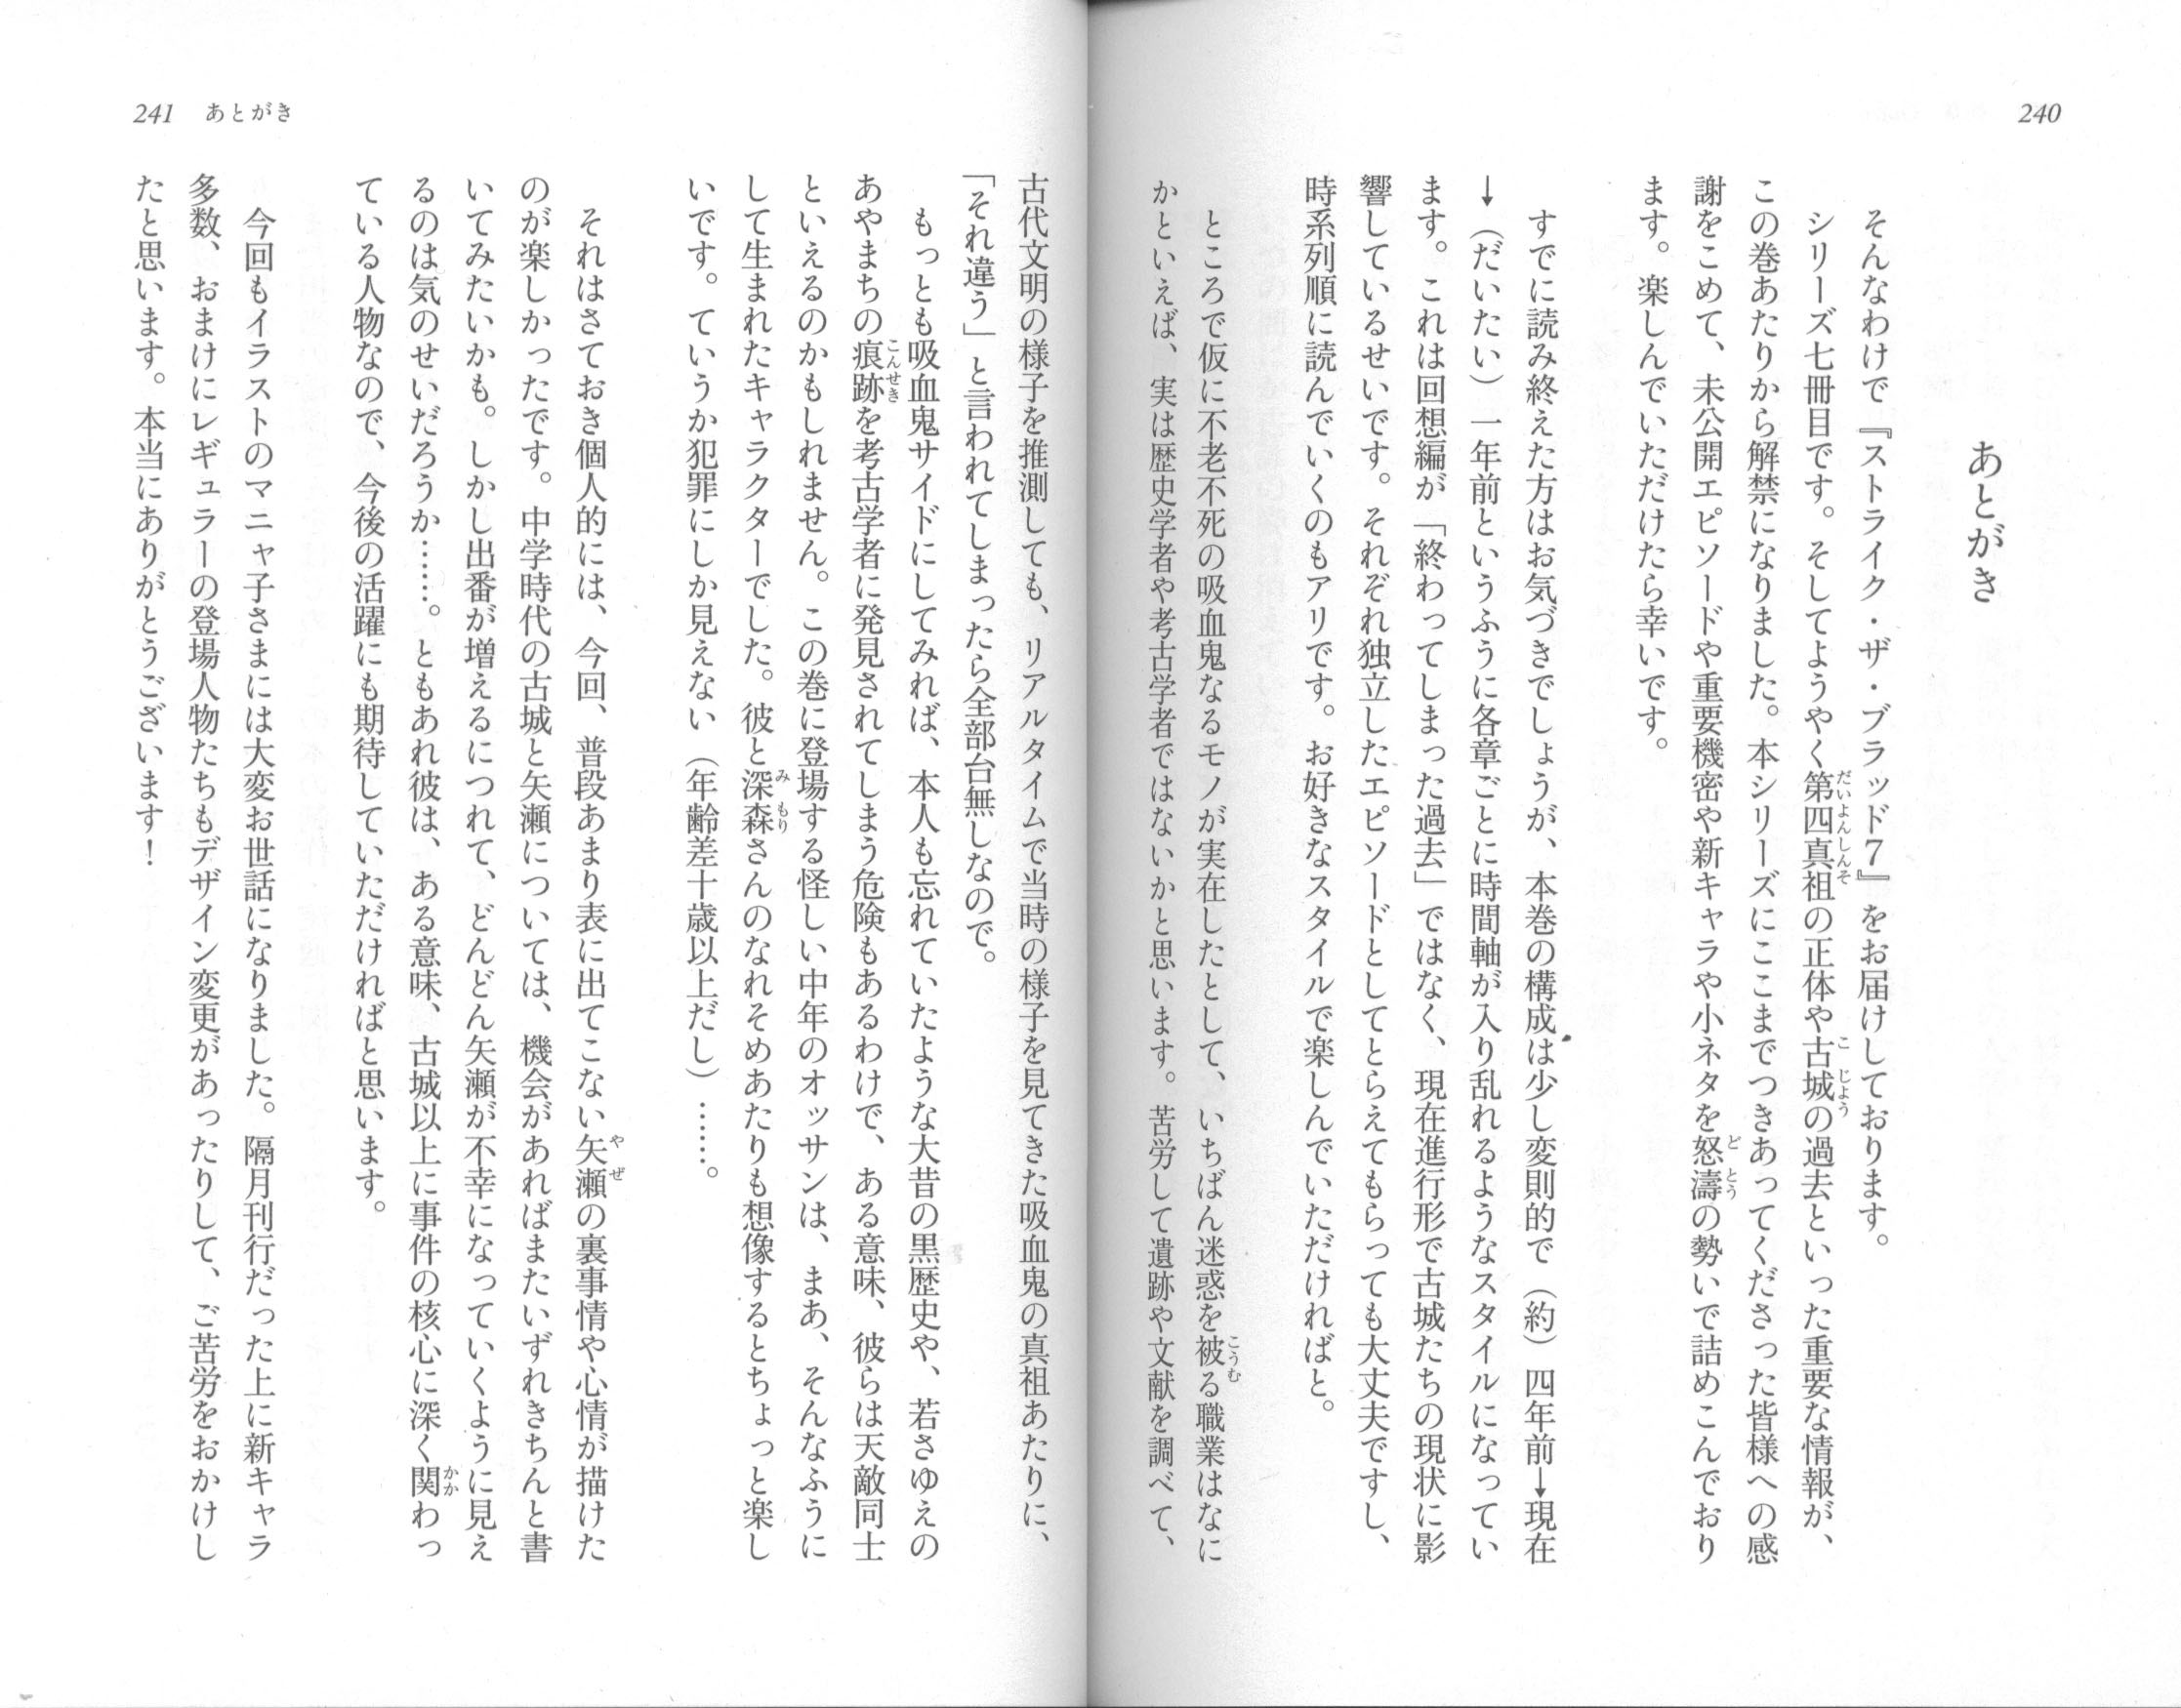 240
あとがき
そんなわけで『ストライク・ザ・ブラッド7』をお届けしております。
シリーズ七冊目です。そしてようやく第四真祖の正体や古城の過去といった重要な情報が、
この巻あたりから解禁になりました。本シリーズにここまでつきあってくださった皆様への感
謝をこめて、未公開エピソードや重要機密や新キャラや小ネタを怒濤の勢いで詰めこんでおり
ます。楽しんでいただけたら幸いです。
すでに読み終えた方はお気づきでしょうが、本巻の構成は少し変則的で（約）四年前→現在
→（だいたい）一年前というふうに各章ごとに時間軸が入り乱れるようなスタイルになってい
ます。これは回想編が「終わってしまった過去」ではなく、現在進行形で古城たちの現状に影
響しているせいです。それぞれ独立したエピソードとしてとらえてもらっても大丈夫ですし、
時系列順に読んでいくのもアリです。お好きなスタイルで楽しんでいただければと。
ところで仮に不老不死の吸血鬼なるモノが実在したとして、いちばん迷惑を被る職業はなに
かといえば、実は歴史学者や考古学者ではないかと思います。苦労して遺跡や文献を調べて、
241 あとがき
古代文明の様子を推測しても、リアルタイムで当時の様子を見てきた吸血鬼の真祖あたりに、
「それ違う」と言われてしまったら全部台無しなので。
もっとも吸血鬼サイドにしてみれば、本人も忘れていたような大昔の黒歴史や、若さゆえの
あやまちの痕跡を考古学者に発見されてしまう危険もあるわけで、ある意味、彼らは天敵同士
といえるのかもしれません。この巻に登場する怪しい中年のオッサンは、まあ、そんなふうに
して生まれたキャラクターでした。彼と深森さんのなれそめあたりも想像するとちょっと楽し
いです。ていうか犯罪にしか見えない（年齢差十歳以上だし）……。
それはさておき個人的には、今回、普段あまり表に出てこない矢瀬の裏事情や心情が描けた
のが楽しかったです。中学時代の古城と矢瀬については、機会があればまたいずれきちんと書
いてみたいかも。しかし出番が増えるにつれて、どんどん矢瀬が不幸になっていくように見え
るのは気のせいだろうか……。ともあれ彼は、ある意味、古城以上に事件の核心に深く関わっ
ている人物なので、今後の活躍にも期待していただければと思います。
今回もイラストのマニャ子さまには大変お世話になりました。隔月刊行だった上に新キャラ
多数、おまけにレギュラーの登場人物たちもデザイン変更があったりして、ご苦労をおかけし
たと思います。本当にありがとうございます！